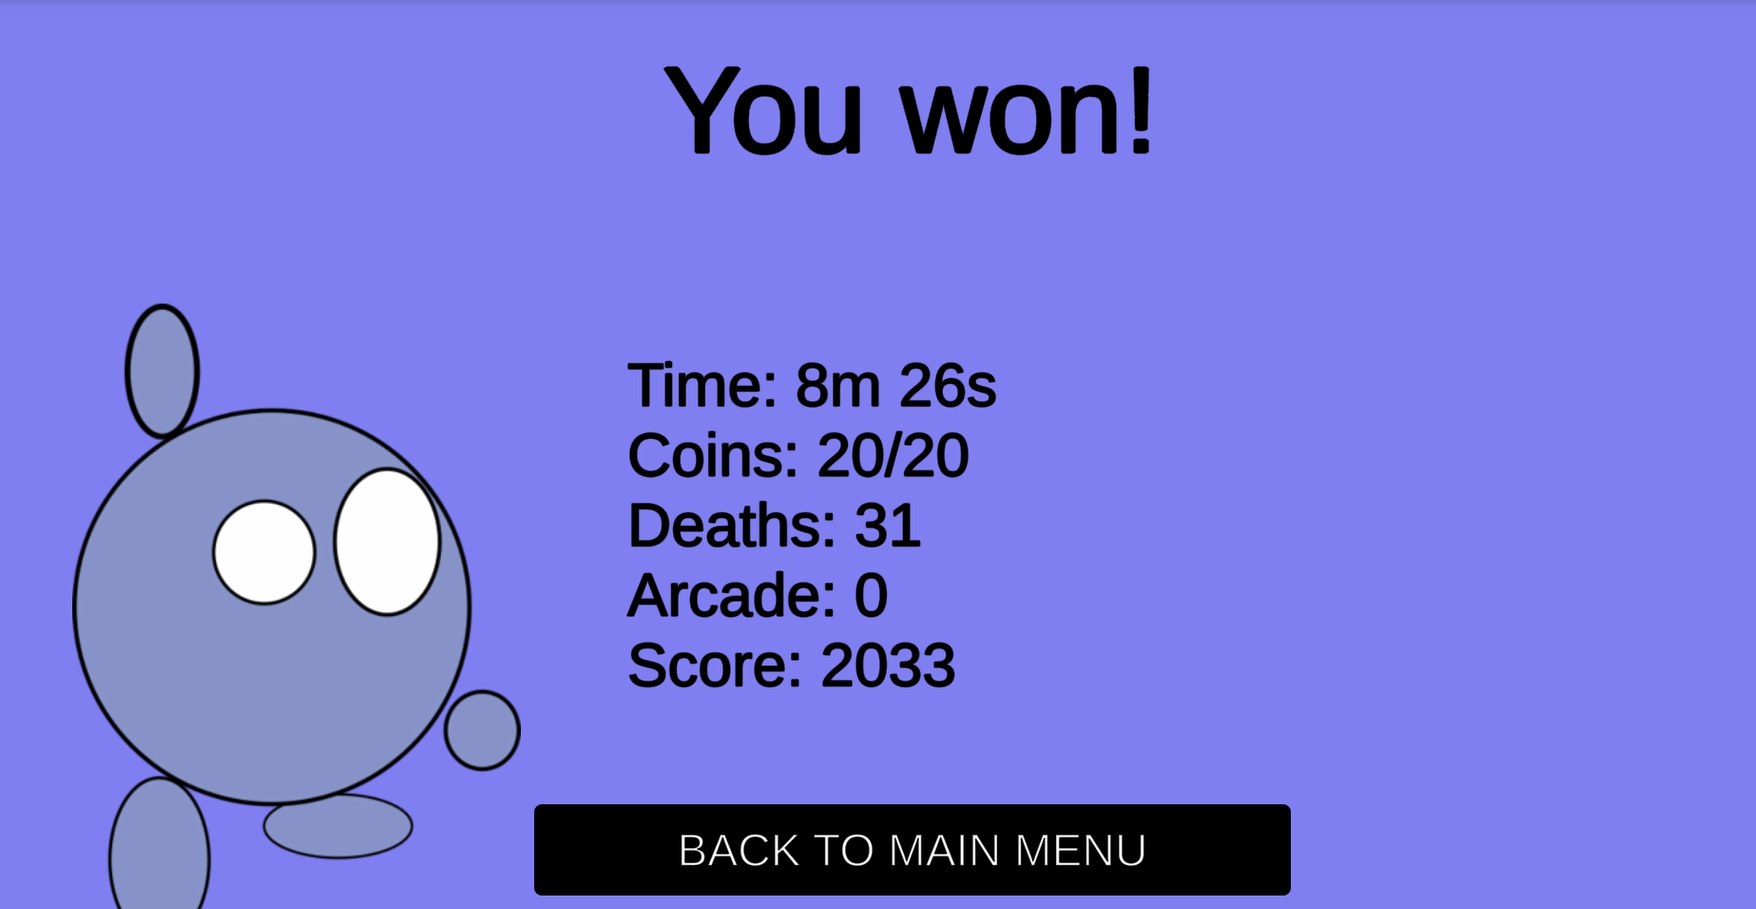 You won!
Time: 8m 26s
Coins: 20/20
Deaths: 31
Arcade: 0
Score: 2033
BACK TO MAIN MENU